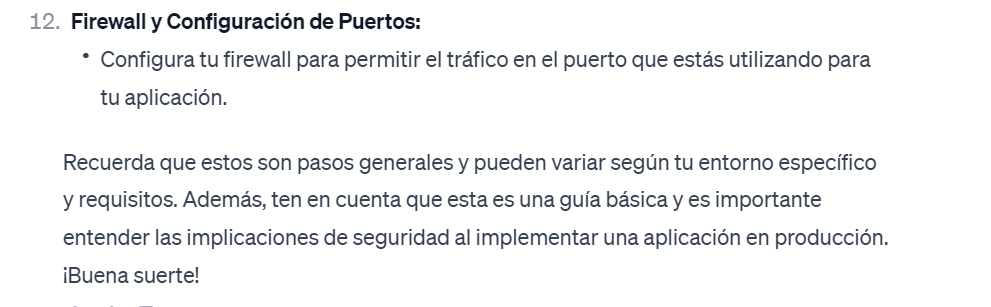 12. Firewall y Configuración de Puertos:
• Configura tu firewall para permitir el tráfico en el puerto que estás utilizando para
tu aplicación.
Recuerda que estos son pasos generales y pueden variar según tu entorno específico
y requisitos. Además, ten en cuenta que esta es una guía básica y es importante
entender las implicaciones de seguridad al implementar una aplicación en producción.
¡Buena suerte!